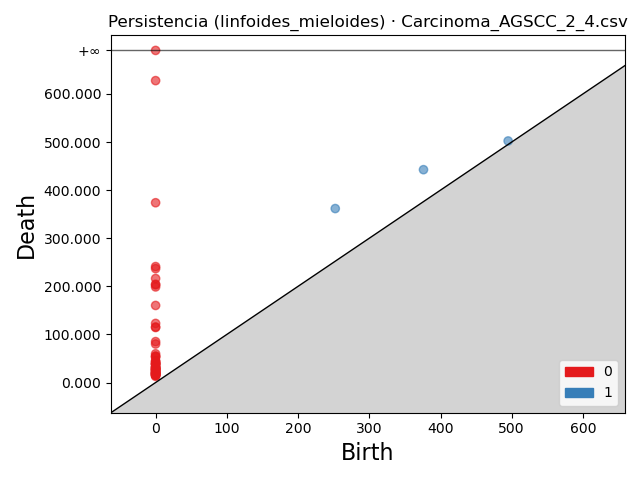 Persistencia (linfoides_mieloides) · Carcinoma_AGSCC_2_4.csv
+∞
600.000
500.000
400.000
300.000
200.000
100.000
0.000
Death
0
1
0 100 200 300 400 500 600
Birth